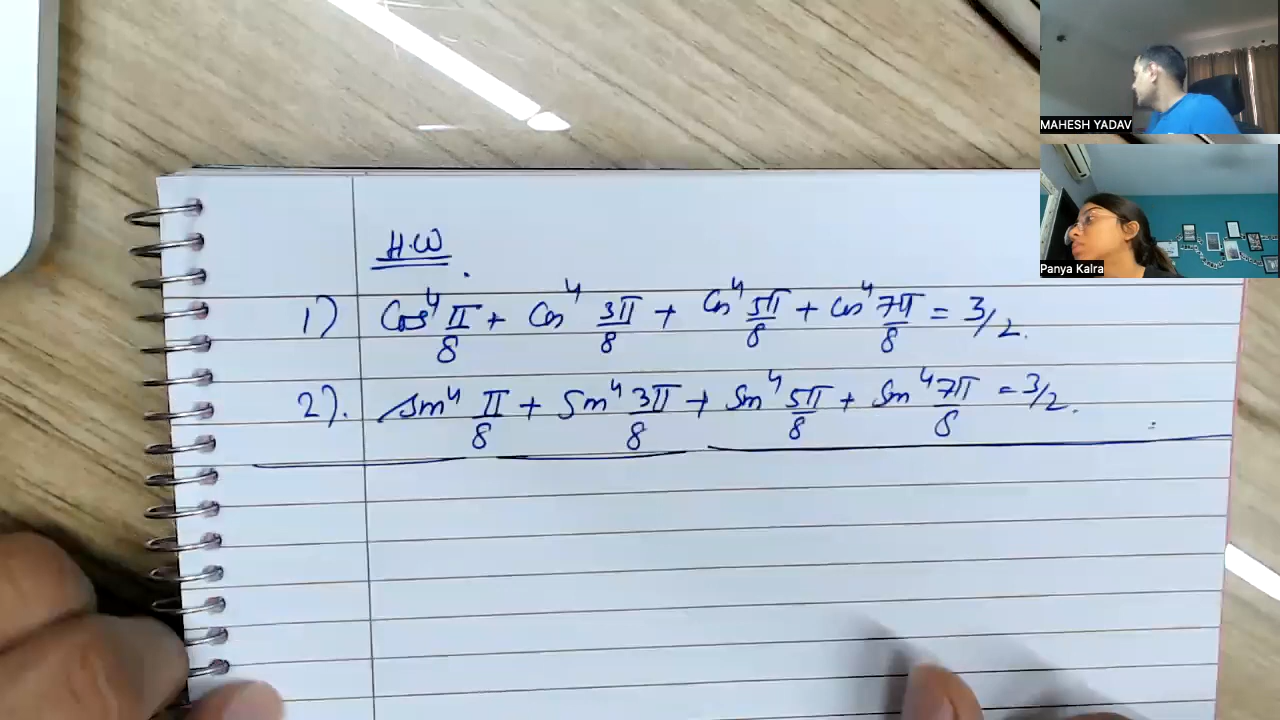 MAHESH YADAV
Panya Kalra
H.W
1) Cos⁴ π/8 + Cos⁴ 3π/8 + Cos⁴ 5π/8 + Cos⁴ 7π/8 = 3/2.
2). Sin⁴ π/8 + Sin⁴ 3π/8 + Sin⁴ 5π/8 + Sin⁴ 7π/8 = 3/2.